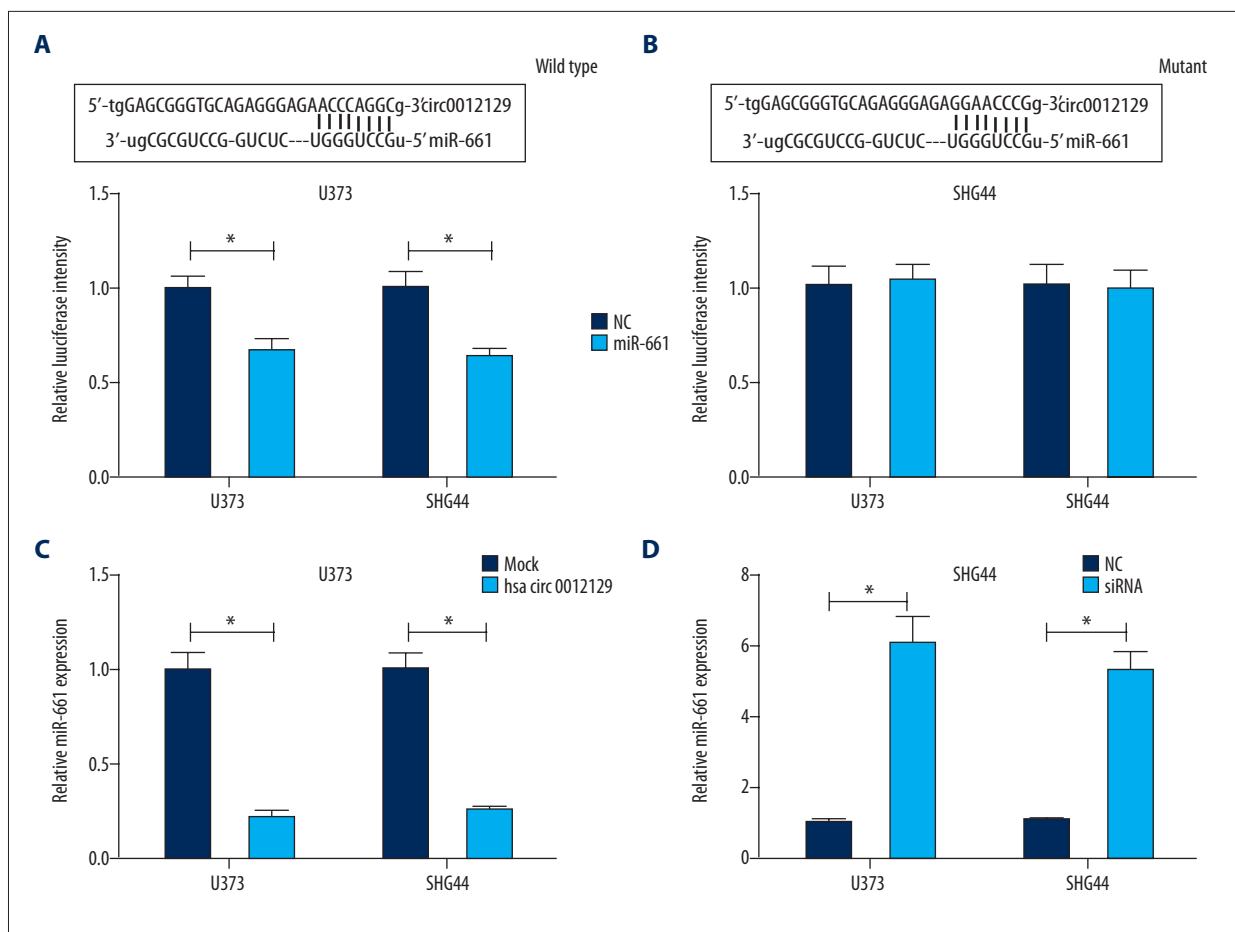 A
Wild type
5′-tgGAGCGGGTGCAGAGGGAGAACCCAGGCg-3′circ0012129
3′-ugCGCGUCCG-GUCUC---UGGGUCCGu-5′ miR-661
U373
Relative luuciferase intensity
1.5
1.0
0.5
0.0
*
*
U373
SHG44
NC
miR-661
B
Mutant
5′-tgGAGCGGGTGCAGAGGGAGAGGAACCCGg-3′circ0012129
3′-ugCGCGUCCG-GUCUC---UGGGUCCGu-5′ miR-661
SHG44
Relative luuciferase intensity
1.5
1.0
0.5
0.0
U373
SHG44
C
Mock
hsa circ 0012129
U373
Relative miR-661 expression
1.5
1.0
0.5
0.0
*
*
U373
SHG44
D
NC
siRNA
SHG44
Relative miR-661 expression
8
6
4
2
0
*
*
U373
SHG44